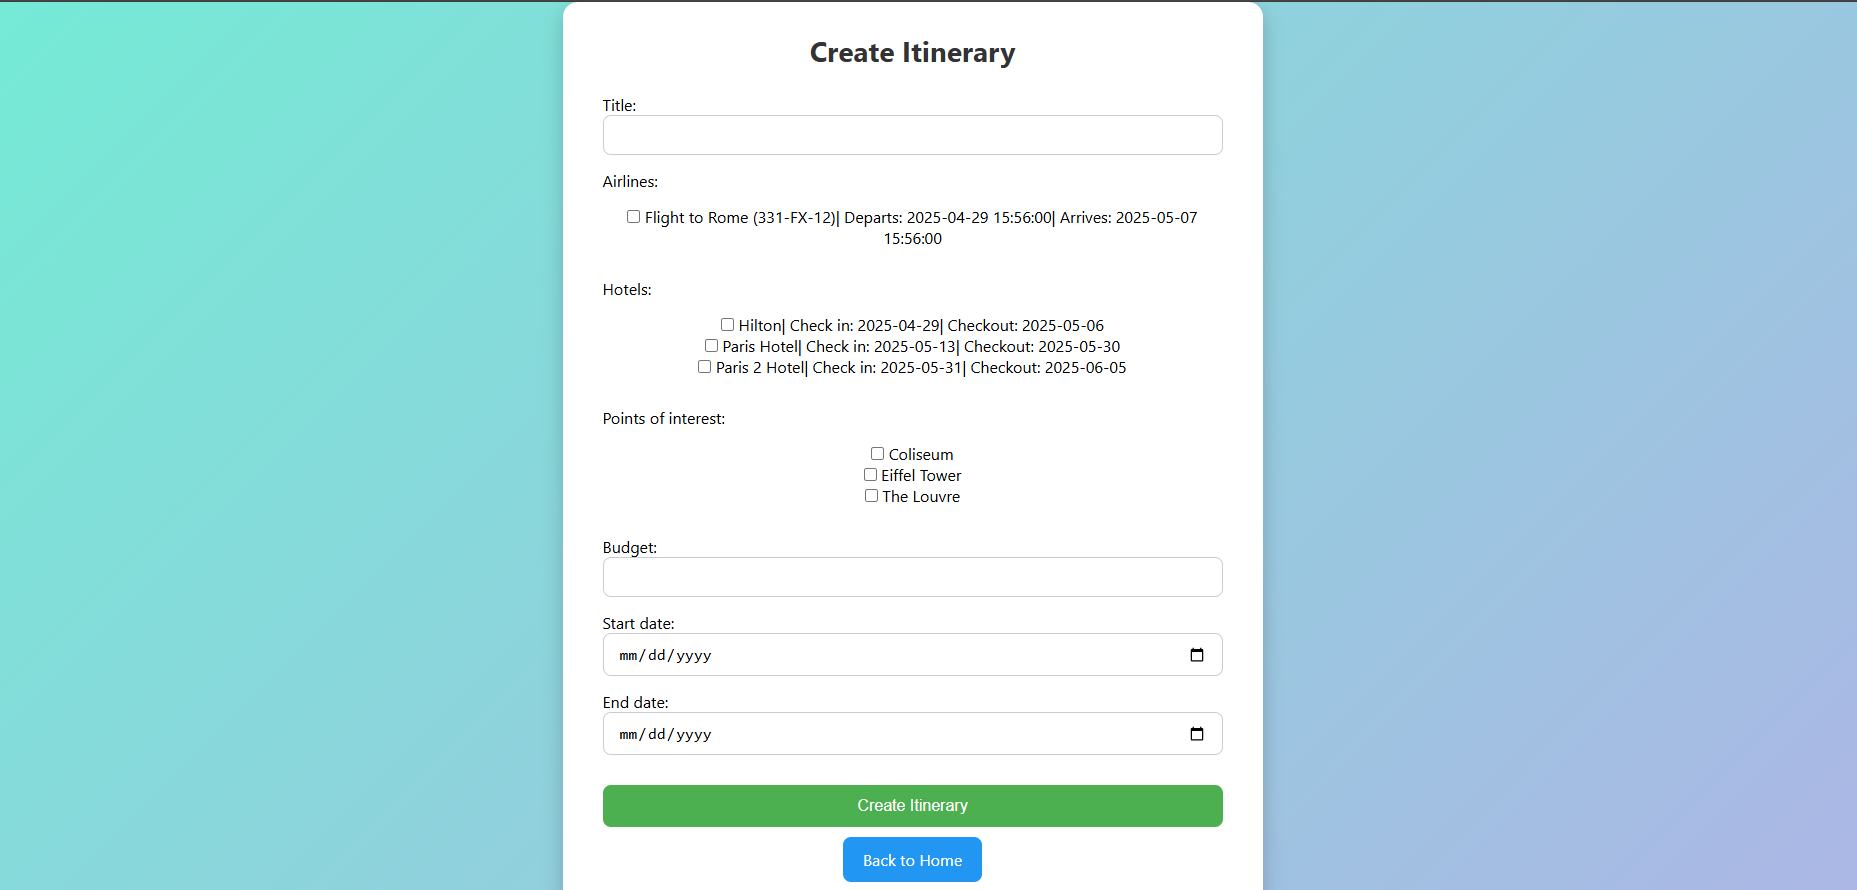 Create Itinerary
Title:
Airlines:
Flight to Rome (331-FX-12)| Departs: 2025-04-29 15:56:00| Arrives: 2025-05-07
15:56:00
Hotels:
Hilton| Check in: 2025-04-29| Checkout: 2025-05-06
Paris Hotel| Check in: 2025-05-13| Checkout: 2025-05-30
Paris 2 Hotel| Check in: 2025-05-31| Checkout: 2025-06-05
Points of interest:
Coliseum
Eiffel Tower
The Louvre
Budget:
Start date:
mm/dd/yyyy
End date:
mm/dd/yyyy
Create Itinerary
Back to Home